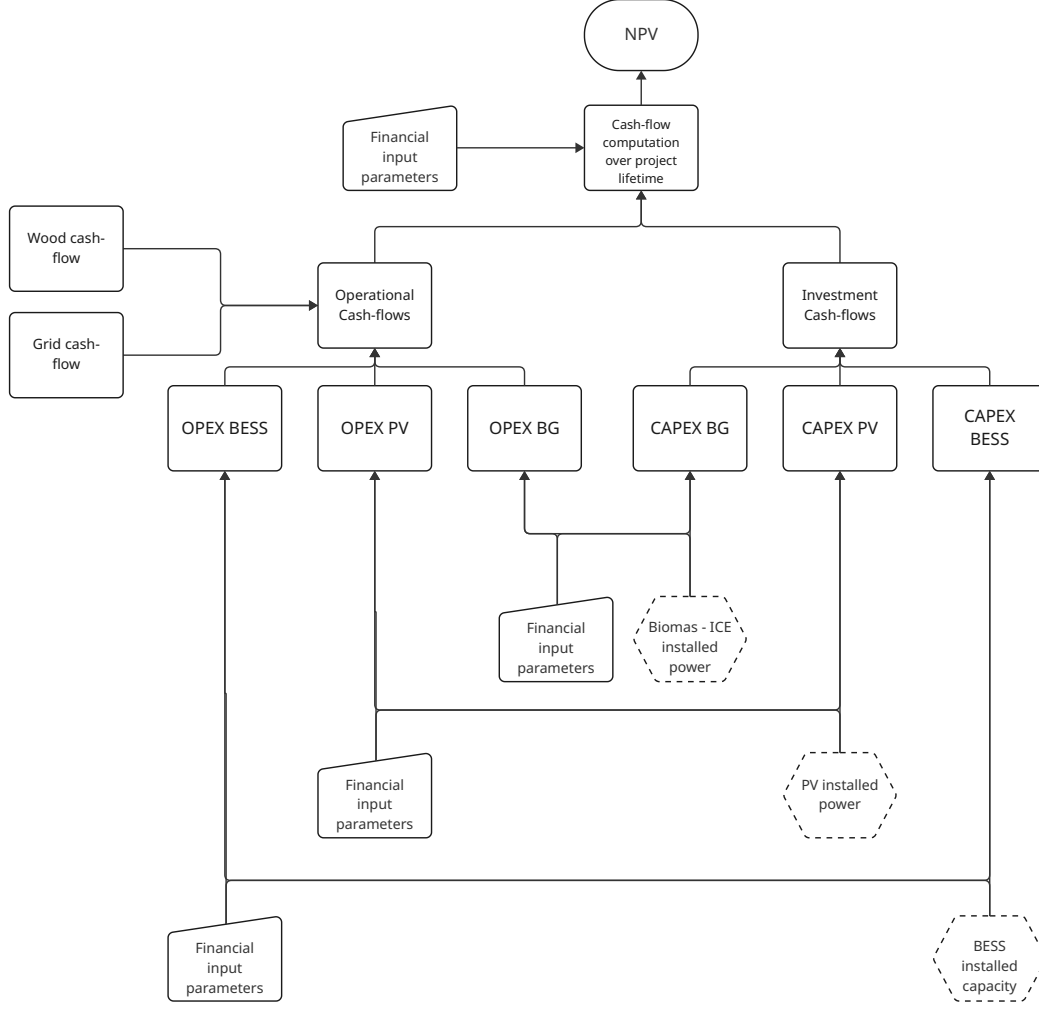 NPV
Cash-flow
computation
over project
lifetime
Financial
input
parameters
Wood cash-
flow
Grid cash-
flow
Operational
Cash-flows
Investment
Cash-flows
OPEX BESS
OPEX PV
OPEX BG
CAPEX BG
CAPEX PV
CAPEX
BESS
Financial
input
parameters
Biomas - ICE
installed
power
Financial
input
parameters
PV installed
power
Financial
input
parameters
BESS
installed
capacity